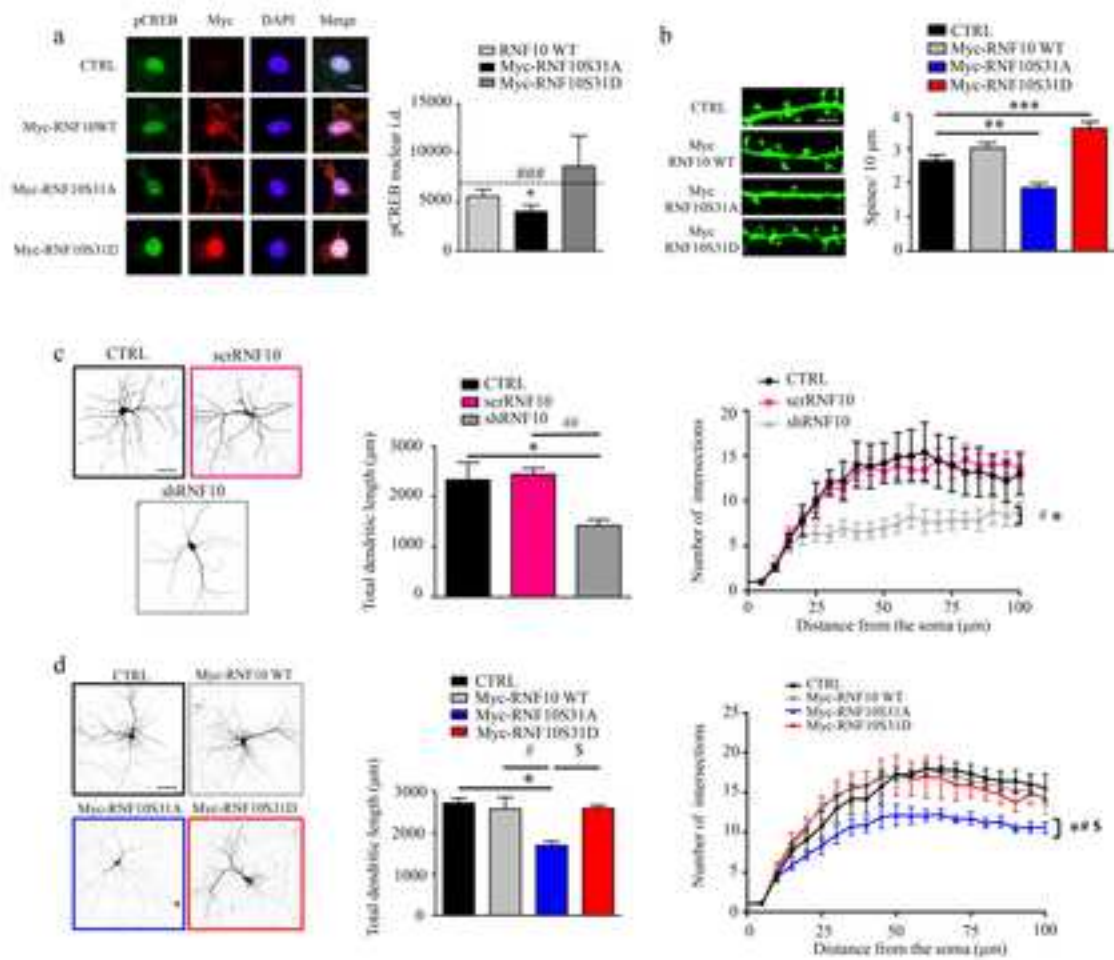 a
pCREB Myc DAPI Merge
CTRL
Myc-RNF10WT
Myc-RNF10S31A
Myc-RNF10S31D
RNF10 WT
Myc-RNF10S31A
Myc-RNF10S31D
pCREB nuclear i.d.
15000
10000
5000
0
###
*
b
CTRL
Myc
RNF10 WT
Myc
RNF10S31A
Myc
RNF10S31D
CTRL
Myc-RNF10 WT
Myc-RNF10S31A
Myc-RNF10S31D
Spines/ 10 μm
4
3
2
1
0
***
**
c
CTRL
scrRNF10
shRNF10
CTRL
scrRNF10
shRNF10
Total dendritic length (μm)
3000
2000
1000
0
##
*
CTRL
scrRNF10
shRNF10
Number of intersections
20
15
10
5
0
0 25 50 75 100
Distance from the soma (μm)
# *
d
CTRL
Myc-RNF10 WT
Myc-RNF10S31A
Myc-RNF10S31D
*
CTRL
Myc-RNF10 WT
Myc-RNF10S31A
Myc-RNF10S31D
Total dendritic length (μm)
3000
2000
1000
0
# $
*
CTRL
Myc-RNF10 WT
Myc-RNF10S31A
Myc-RNF10S31D
Number of intersections
25
20
15
10
5
0
0 25 50 75 100
Distance from the soma (μm)
*# $